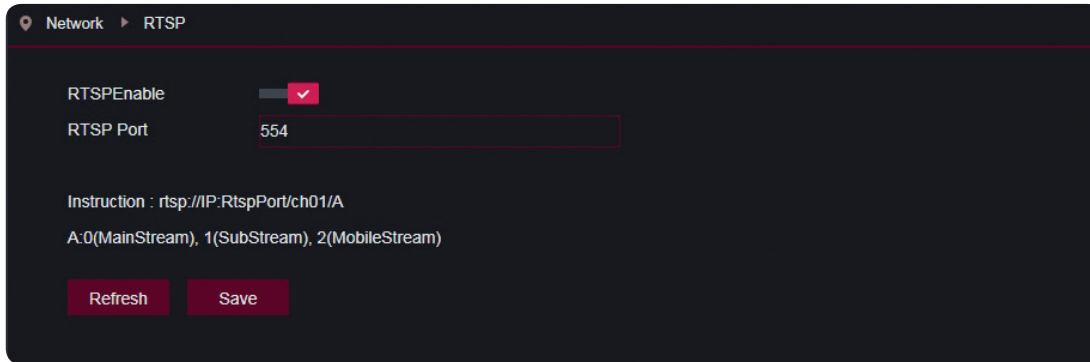 Network RTSP
RTSPEnable
RTSP Port 554
Instruction : rtsp://IP:RtspPort/ch01/A
A:0(MainStream), 1(SubStream), 2(MobileStream)
Refresh Save